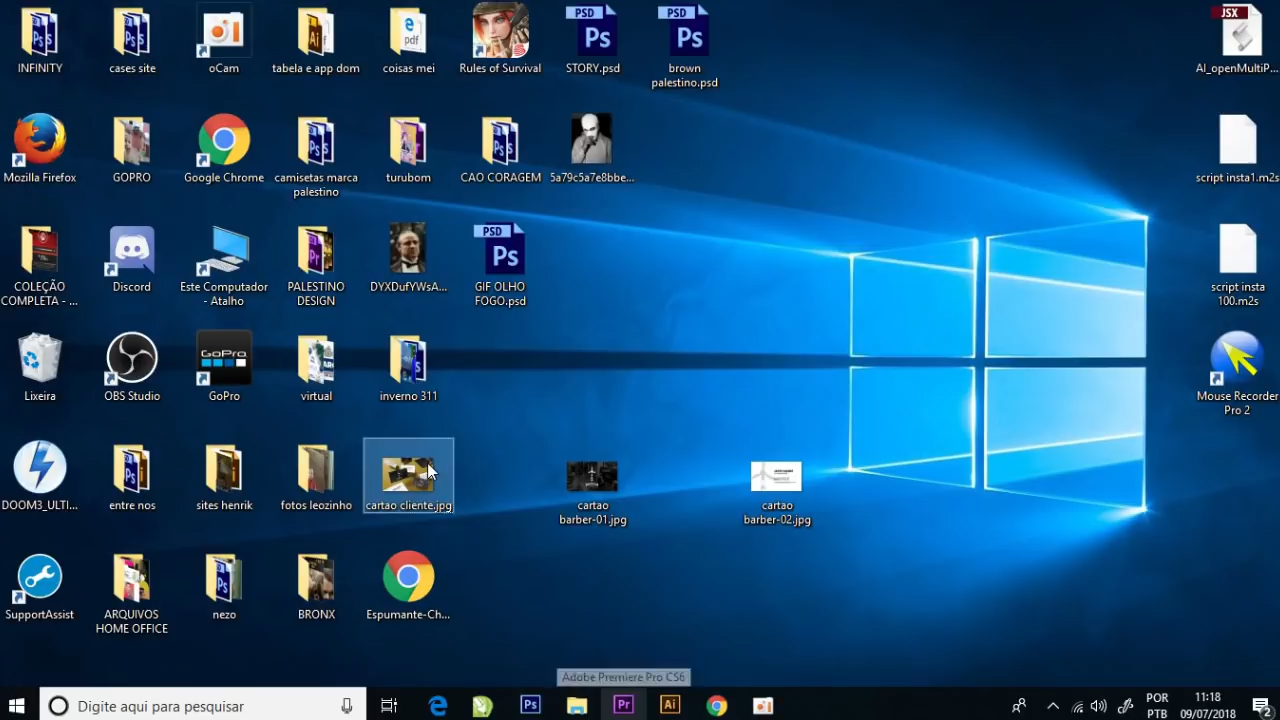 INFINITY
cases site
oCam
tabela e app dom
pdf
coisas mei
Rules of Survival
PSD
Ps
STORY.psd
PSD
Ps
brown
palestino.psd
JSX
AI_openMultiP...
Mozilla Firefox
GOPRO
Google Chrome
camisetas marca
palestino
turubom
CAO CORAGEM
5a79c5a7e8bbe...
script insta1.m2s
COLEÇÃO
COMPLETA - ...
Discord
Este Computador
- Atalho
PALESTINO
DESIGN
DYXDufYWsA...
PSD
Ps
GIF OLHO
FOGO.psd
script insta
100.m2s
Lixeira
OBS Studio
GoPro
GoPro
virtual
inverno 311
Mouse Recorder
Pro 2
DOOM3_ULTI...
entre nos
sites henrik
fotos leozinho
cartao cliente.jpg
cartao
barber-01.jpg
cartao
barber-02.jpg
SupportAssist
ARQUIVOS
HOME OFFICE
nezo
BRONX
Espumante-Ch...
Adobe Premiere Pro CS6
Digite aqui para pesquisar
Ps
Pr
Ai
POR
PTB
11:18
09/07/2018
2